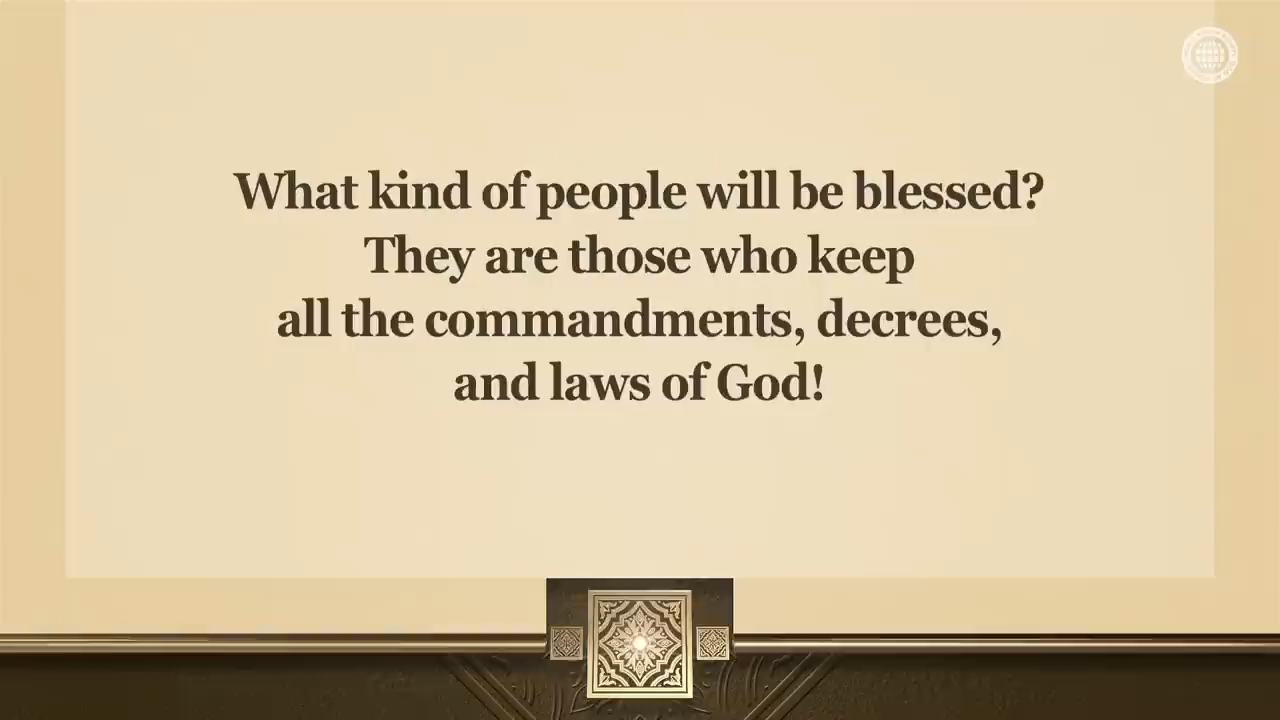 What kind of people will be blessed?
They are those who keep
all the commandments, decrees,
and laws of God!